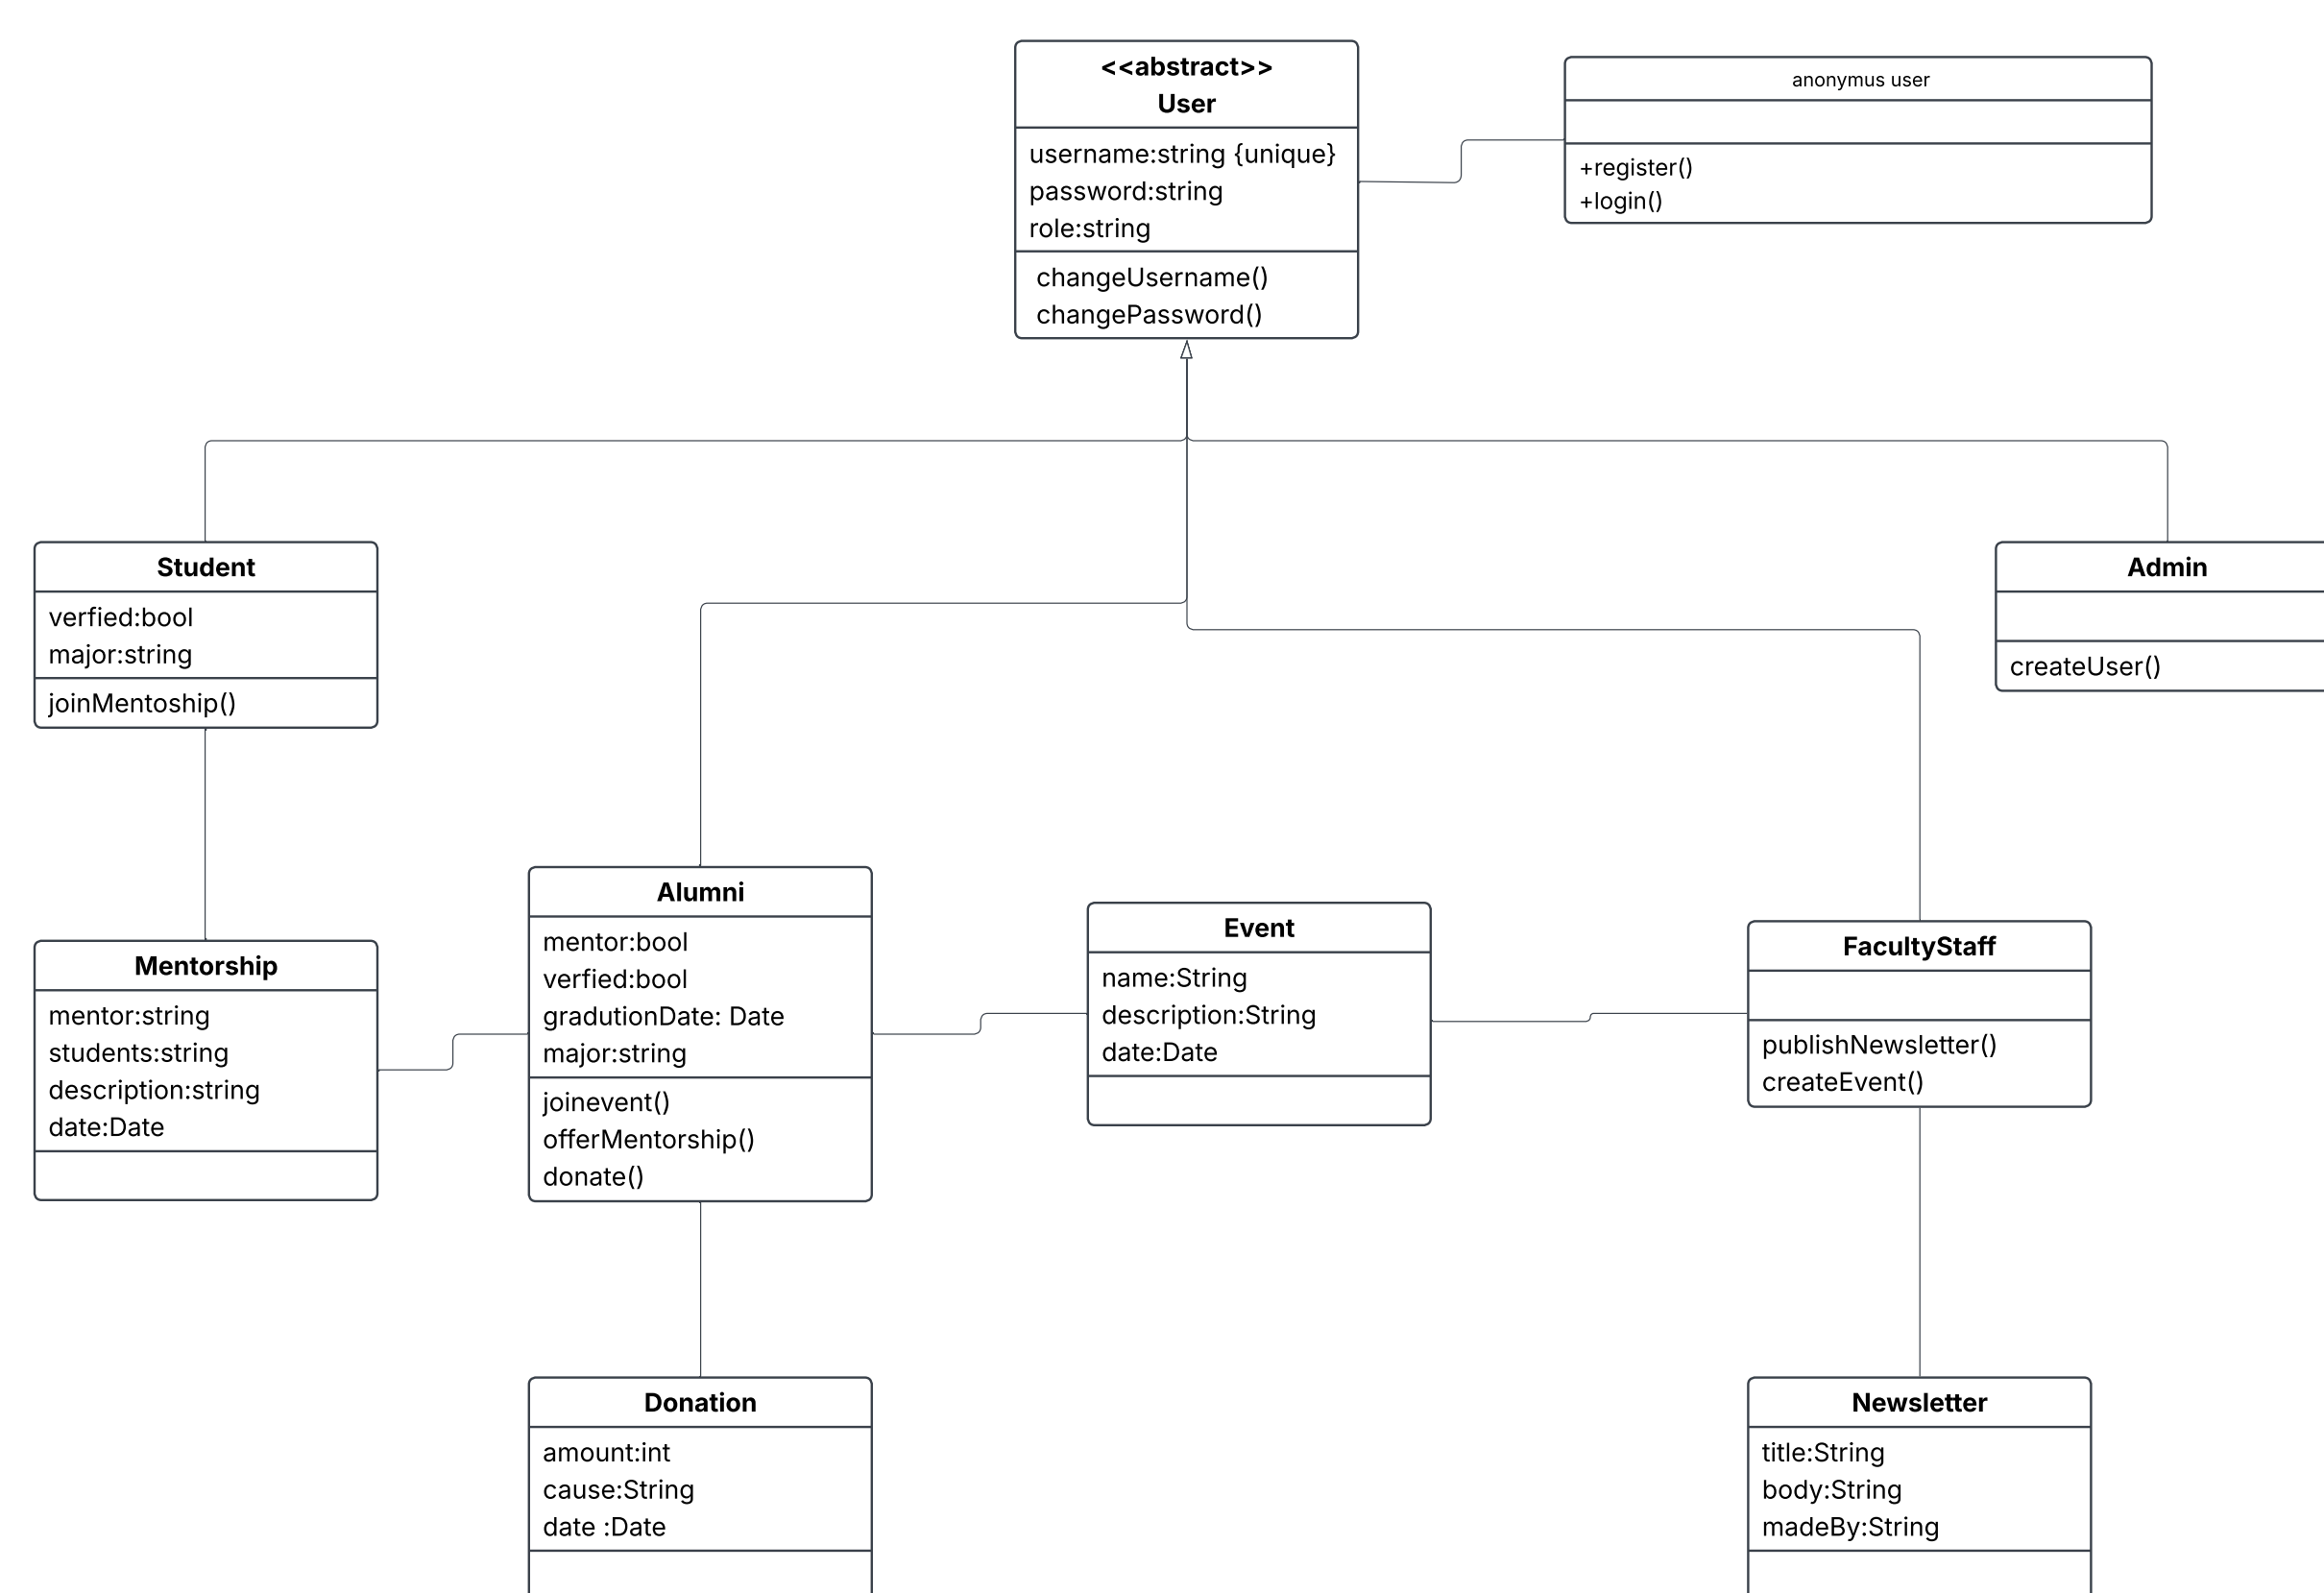 <<abstract>>
User
username:string {unique}
password:string
role:string
changeUsername()
changePassword()
anonymus user
+register()
+login()
Student
verfied:bool
major:string
joinMentoship()
Admin
createUser()
Mentorship
mentor:string
students:string
description:string
date:Date
Alumni
mentor:bool
verfied:bool
gradutionDate: Date
major:string
joinevent()
offerMentorship()
donate()
Event
name:String
description:String
date:Date
FacultyStaff
publishNewsletter()
createEvent()
Donation
amount:int
cause:String
date :Date
Newsletter
title:String
body:String
madeBy:String